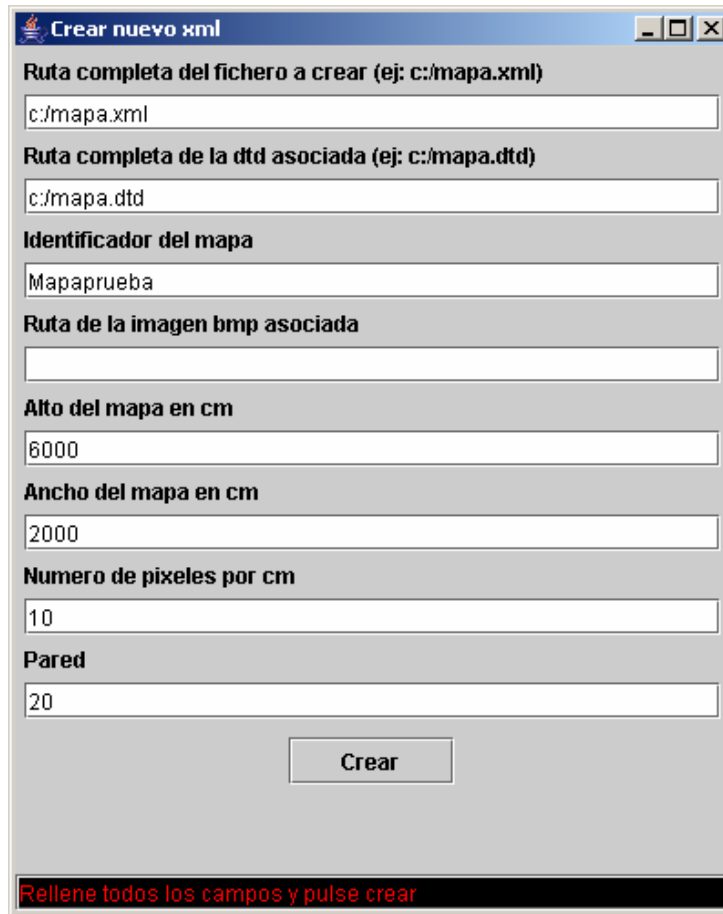 Crear nuevo xml
Ruta completa del fichero a crear (ej: c:/mapa.xml)
c:/mapa.xml
Ruta completa de la dtd asociada (ej: c:/mapa.dtd)
c:/mapa.dtd
Identificador del mapa
Mapaprueba
Ruta de la imagen bmp asociada
Alto del mapa en cm
6000
Ancho del mapa en cm
2000
Numero de pixeles por cm
10
Pared
20
Crear
Rellene todos los campos y pulse crear